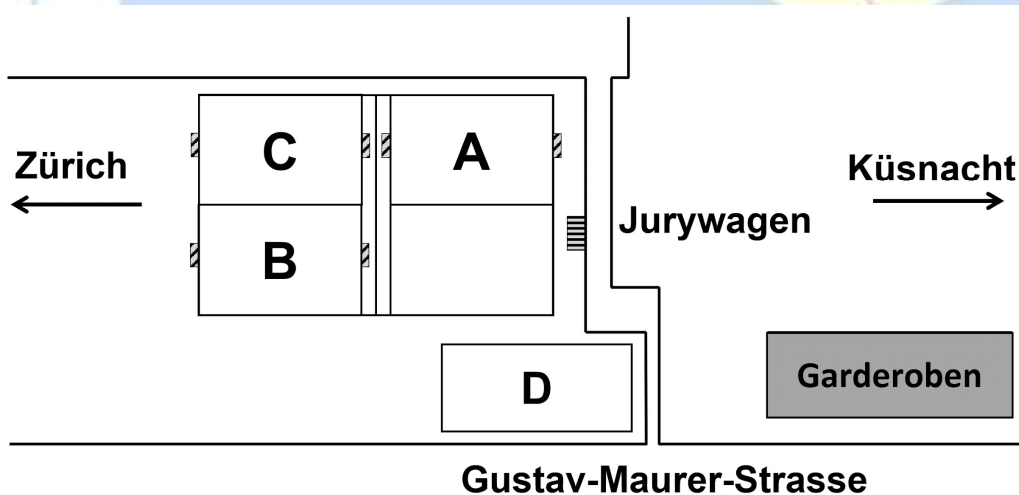 C
A
Zürich
Küsnacht
Jurywagen
B
Garderoben
D
Gustav-Maurer-Strasse